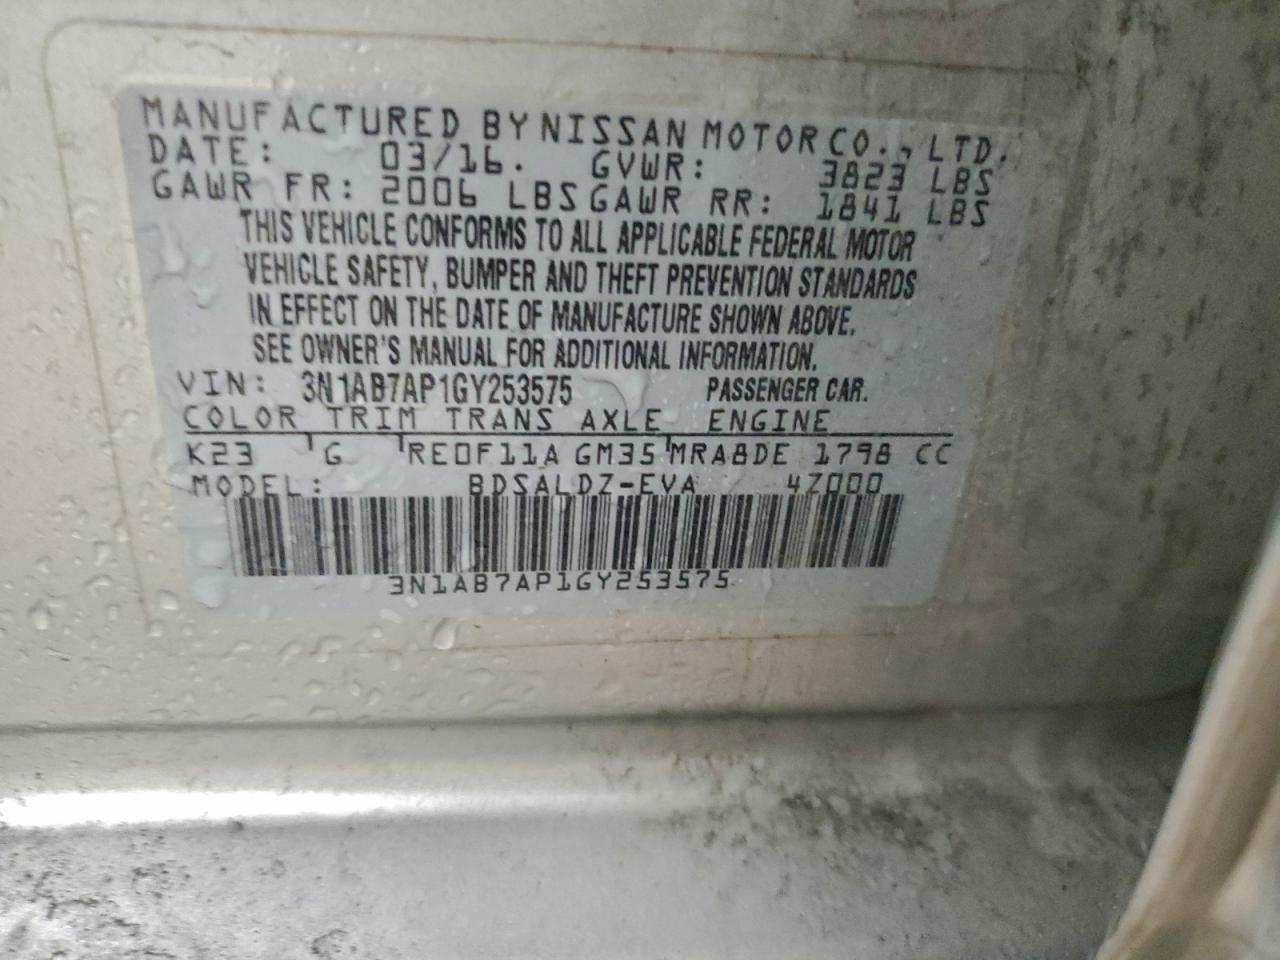 MANUFACTURED BY NISSAN MOTOR CO., LTD.
DATE: 03/16. GVWR: 3823 LBS
GAWR FR: 2006 LBS GAWR RR: 1841 LBS
THIS VEHICLE CONFORMS TO ALL APPLICABLE FEDERAL MOTOR
VEHICLE SAFETY, BUMPER AND THEFT PREVENTION STANDARDS
IN EFFECT ON THE DATE OF MANUFACTURE SHOWN ABOVE.
SEE OWNER'S MANUAL FOR ADDITIONAL INFORMATION.
VIN: 3N1AB7AP1GY253575 PASSENGER CAR.
COLOR TRIM TRANS AXLE ENGINE
K23 G RE0F11A GM35 MRA8DE 1798 CC
MODEL: BDSALDZ-EVA 4Z000
3N1AB7AP1GY253575